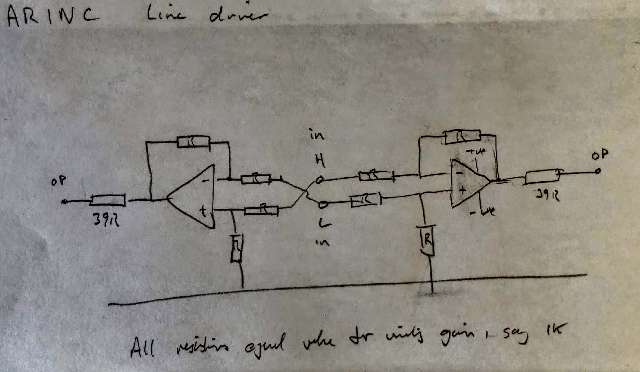 ARINC Line driver
in
H
R
R
R
R
-
-
+ve
OP
OP
39Ω
+
R
R
+
-ve
39Ω
L
in
R
R
All resistors equal value for unity gain, say 1K